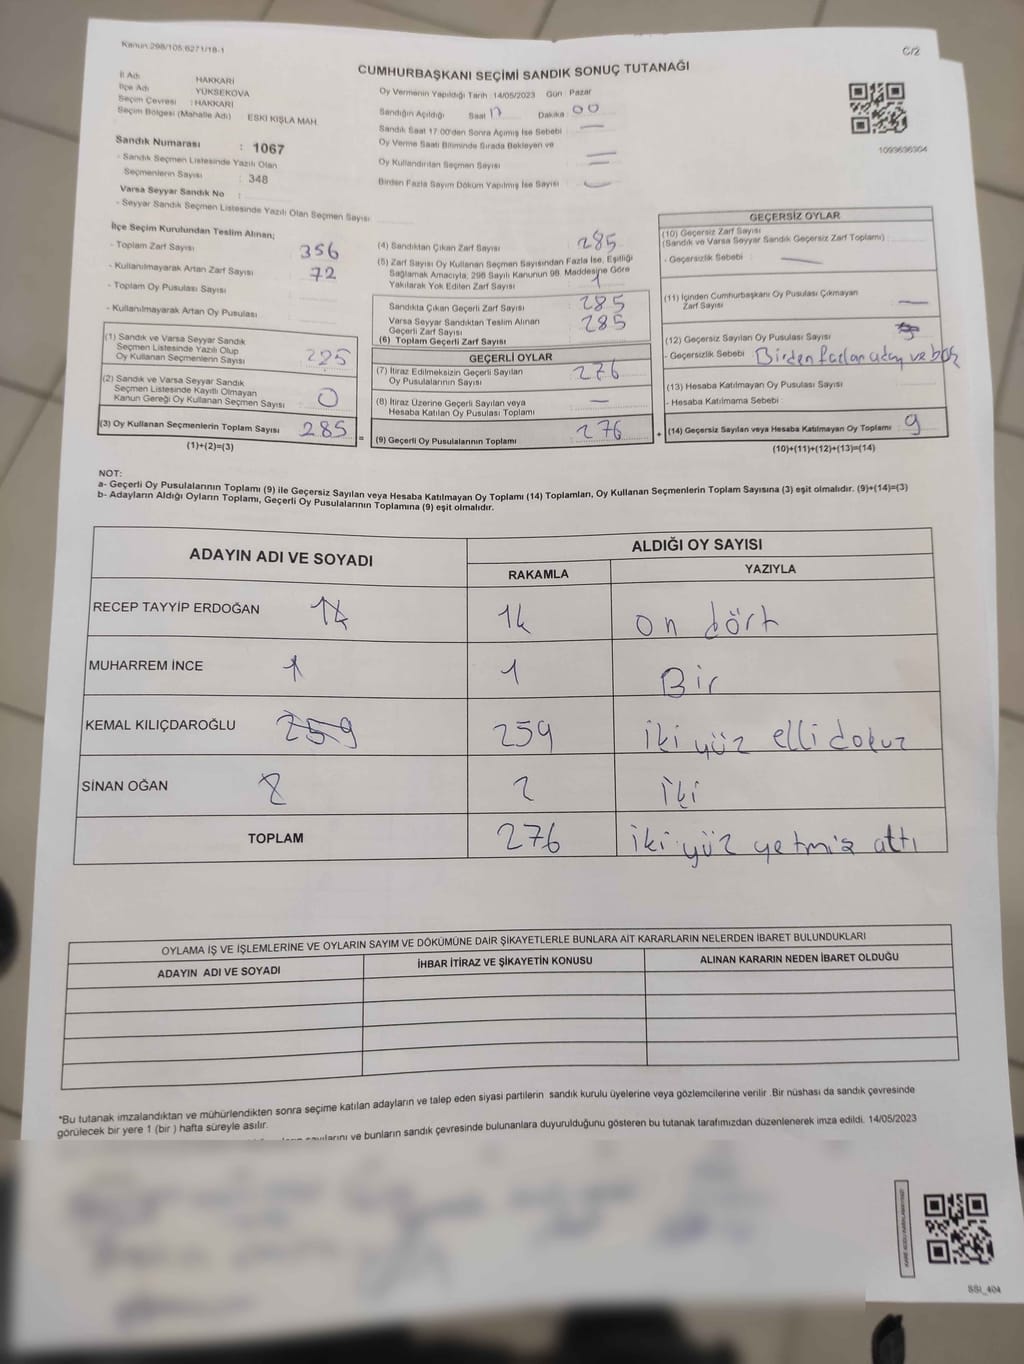 Kanun:298/105;6271/18-1
C/2
CUMHURBAŞKANI SEÇİMİ SANDIK SONUÇ TUTANAĞI
İl Adı HAKKARİ
İlçe Adı YÜKSEKOVA
Seçim Çevresi : HAKKARİ
Seçim Bölgesi (Mahalle Adı) : ESKİ KIŞLA MAH.
Sandık Numarası : 1067
- Sandık Seçmen Listesinde Yazılı Olan
Seçmenlerin Sayısı : 348
Varsa Seyyar Sandık No :
- Seyyar Sandık Seçmen Listesinde Yazılı Olan Seçmen Sayısı
Oy Vermenin Yapıldığı Tarih :14/05/2023 Gün : Pazar
Sandığın Açıldığı Saat 17 Dakika : 00
Sandık Saat 17.00'den Sonra Açımış İse Sebebi : —
Oy Verme Saati Bitiminde Sırada Bekleyen ve
Oy Kullandırılan Seçmen Sayısı :
Birden Fazla Sayım Döküm Yapılmış İse Sayısı :
1099636304
İlçe Seçim Kurulundan Teslim Alınan;
- Toplam Zarf Sayısı 356
- Kullanılmayarak Artan Zarf Sayısı 72
- Toplam Oy Pusulası Sayısı
- Kullanılmayarak Artan Oy Pusulası
(1) Sandık ve Varsa Seyyar Sandık
Seçmen Listesinde Yazılı Olup
Oy Kullanan Seçmenlerin Sayısı 285
(2) Sandık ve Varsa Seyyar Sandık
Seçmen Listesinde Kayıtlı Olmayan
Kanun Gereği Oy Kullanan Seçmen Sayısı 0
(3) Oy Kullanan Seçmenlerin Toplam Sayısı 285
(1)+(2)=(3)
=
(4) Sandıktan Çıkan Zarf Sayısı : 285
(5) Zarf Sayısı Oy Kullanan Seçmen Sayısından Fazla İse, Eşitliği
Sağlamak Amacıyla; 298 Sayılı Kanunun 98. Maddesine Göre
Yakılarak Yok Edilen Zarf Sayısı : 1
Sandıkta Çıkan Geçerli Zarf Sayısı : 285
Varsa Seyyar Sandıktan Teslim Alınan
Geçerli Zarf Sayısı : 285
(6) Toplam Geçerli Zarf Sayısı
GEÇERLİ OYLAR
(7) İtiraz Edilmeksizin Geçerli Sayılan
Oy Pusulalarının Sayısı : 276
(8) İtiraz Üzerine Geçerli Sayılan veya
Hesaba Katılan Oy Pusulası Toplamı : —
(9) Geçerli Oy Pusulalarının Toplamı : 276
+
GEÇERSİZ OYLAR
(10) Geçersiz Zarf Sayısı
(Sandık ve Varsa Seyyar Sandık Geçersiz Zarf Toplamı) :
- Geçersizlik Sebebi : —
(11) İçinden Cumhurbaşkanı Oy Pusulası Çıkmayan
Zarf Sayısı : —
(12) Geçersiz Sayılan Oy Pusulası Sayısı
- Geçersizlik Sebebi : Birden fazla aday ve boş
(13) Hesaba Katılmayan Oy Pusulası Sayısı :
- Hesaba Katılmama Sebebi :
(14) Geçersiz Sayılan veya Hesaba Katılmayan Oy Toplamı : 9
(10)+(11)+(12)+(13)=(14)
NOT:
a- Geçerli Oy Pusulalarının Toplamı (9) ile Geçersiz Sayılan veya Hesaba Katılmayan Oy Toplamı (14) Toplamları, Oy Kullanan Seçmenlerin Toplam Sayısına (3) eşit olmalıdır. (9)+(14)=(3)
b- Adayların Aldığı Oyların Toplamı, Geçerli Oy Pusulalarının Toplamına (9) eşit olmalıdır.
ADAYIN ADI VE SOYADI ALDIĞI OY SAYISI
RAKAMLA YAZIYLA
RECEP TAYYİP ERDOĞAN 14 14 on dört
MUHARREM İNCE 1 1 Bir
KEMAL KILIÇDAROĞLU 259 259 iki yüz elli dokuz
SİNAN OĞAN 2 2 iki
TOPLAM 276 iki yüz yetmiş altı
OYLAMA İŞ VE İŞLEMLERİNE VE OYLARIN SAYIM VE DÖKÜMÜNE DAİR ŞİKAYETLERLE BUNLARA AİT KARARLARIN NELERDEN İBARET BULUNDUKLARI
ADAYIN ADI VE SOYADI İHBAR İTİRAZ VE ŞİKAYETİN KONUSU ALINAN KARARIN NEDEN İBARET OLDUĞU
*Bu tutanak imzalandıktan ve mühürlendikten sonra seçime katılan adayların ve talep eden siyasi partilerin sandık kurulu üyelerine veya gözlemcilerine verilir. Bir nüshası da sandık çevresinde
görülecek bir yere 1 (bir) hafta süreyle asılır.
ve bunların sandık çevresinde bulunanlara duyurulduğunu gösteren bu tutanak tarafımızdan düzenlenerek imza edildi. 14/05/2023
SSI_404